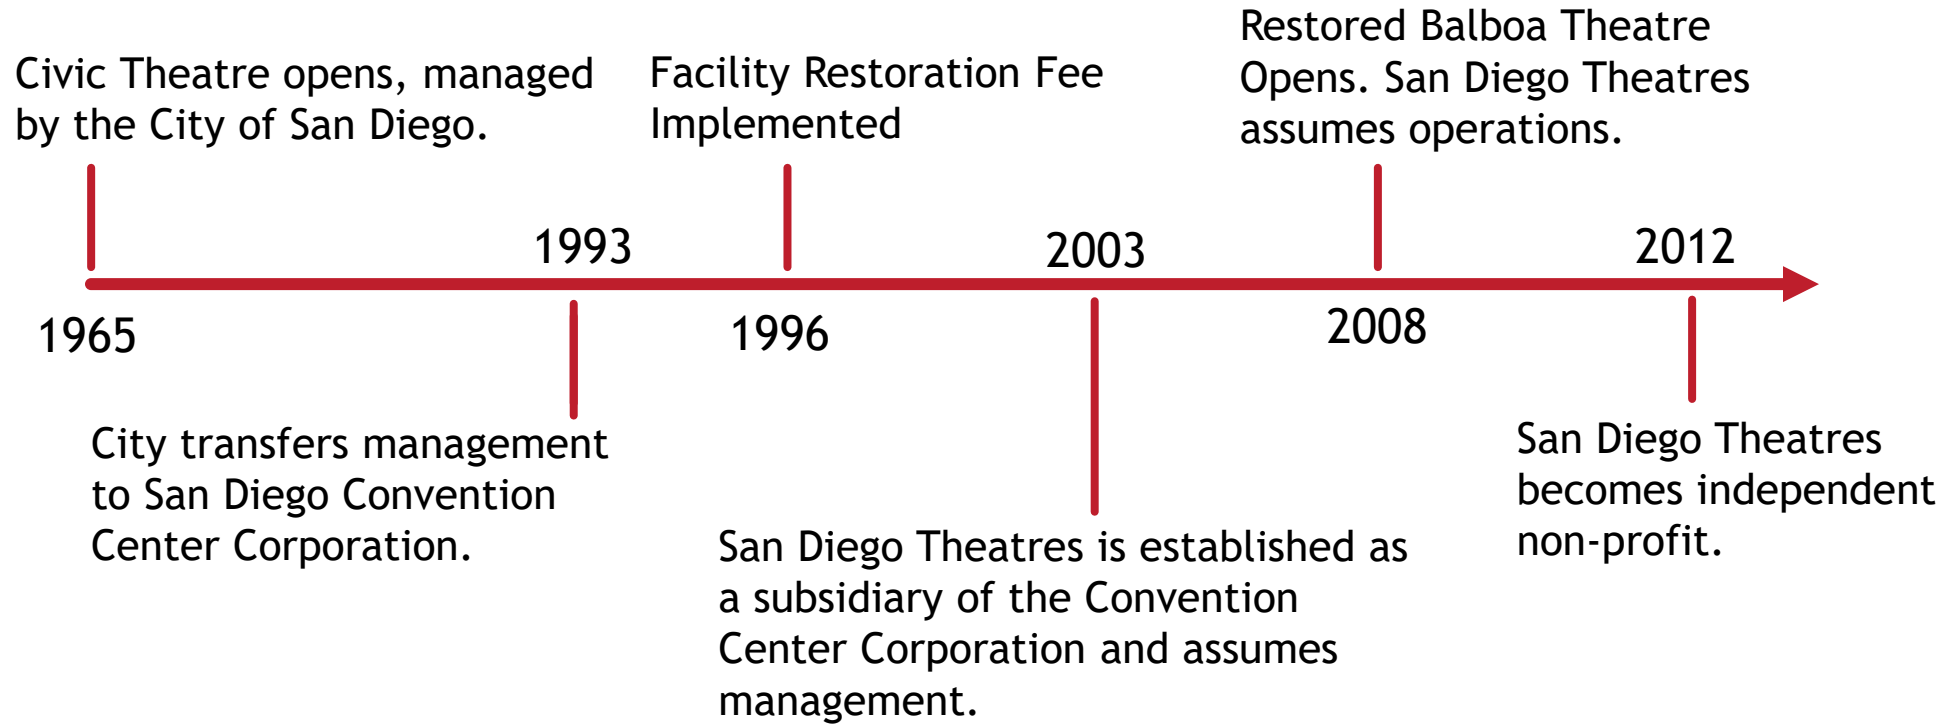 Civic Theatre opens, managed
by the City of San Diego.
1965
1993
City transfers management
to San Diego Convention
Center Corporation.
Facility Restoration Fee
Implemented
1996
2003
San Diego Theatres is established as
a subsidiary of the Convention
Center Corporation and assumes
management.
Restored Balboa Theatre
Opens. San Diego Theatres
assumes operations.
2008
2012
San Diego Theatres
becomes independent
non-profit.